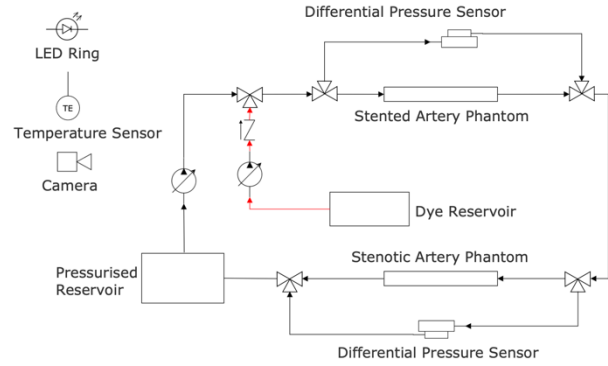 Differential Pressure Sensor
LED Ring
TE
Temperature Sensor
Camera
Stented Artery Phantom
Dye Reservoir
Pressurised
Reservoir
Stenotic Artery Phantom
Differential Pressure Sensor